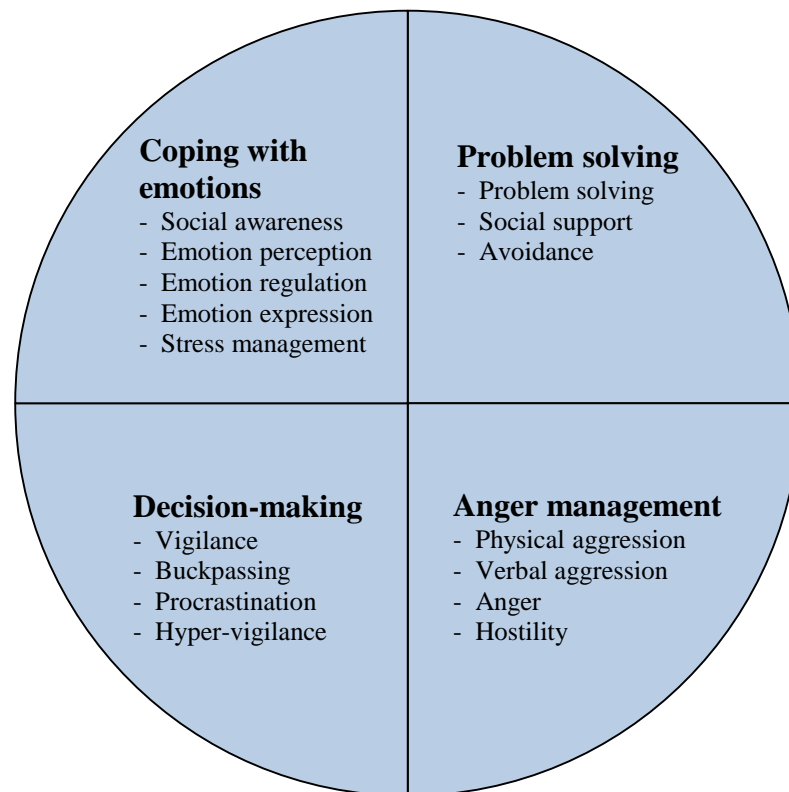 Coping with
emotions
- Social awareness
- Emotion perception
- Emotion regulation
- Emotion expression
- Stress management
Problem solving
- Problem solving
- Social support
- Avoidance
Decision-making
- Vigilance
- Buckpassing
- Procrastination
- Hyper-vigilance
Anger management
- Physical aggression
- Verbal aggression
- Anger
- Hostility